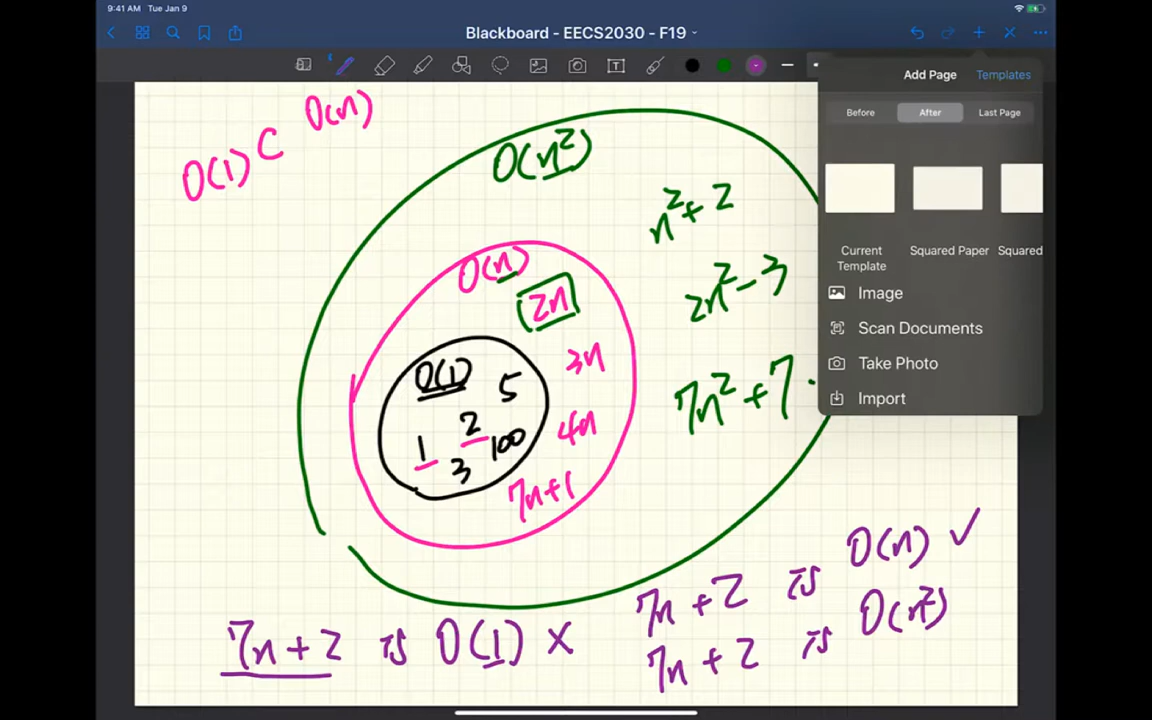 9:41 AM Tue Jan 9
Blackboard - EECS2030 - F19
Add Page
Templates
Before
After
Last Page
Current
Template
Squared Paper
Squared
Image
Scan Documents
Take Photo
Import
O(1) ⊂ O(n)
O(n²)
n²+2
2n²-3
7n²+7.
O(n)
2n
3n
4n
7n+1
O(1)
5
2
1
100
3
7n+2 is O(1) ×
7n+2 is O(n) ✓
7n+2 is O(n²)